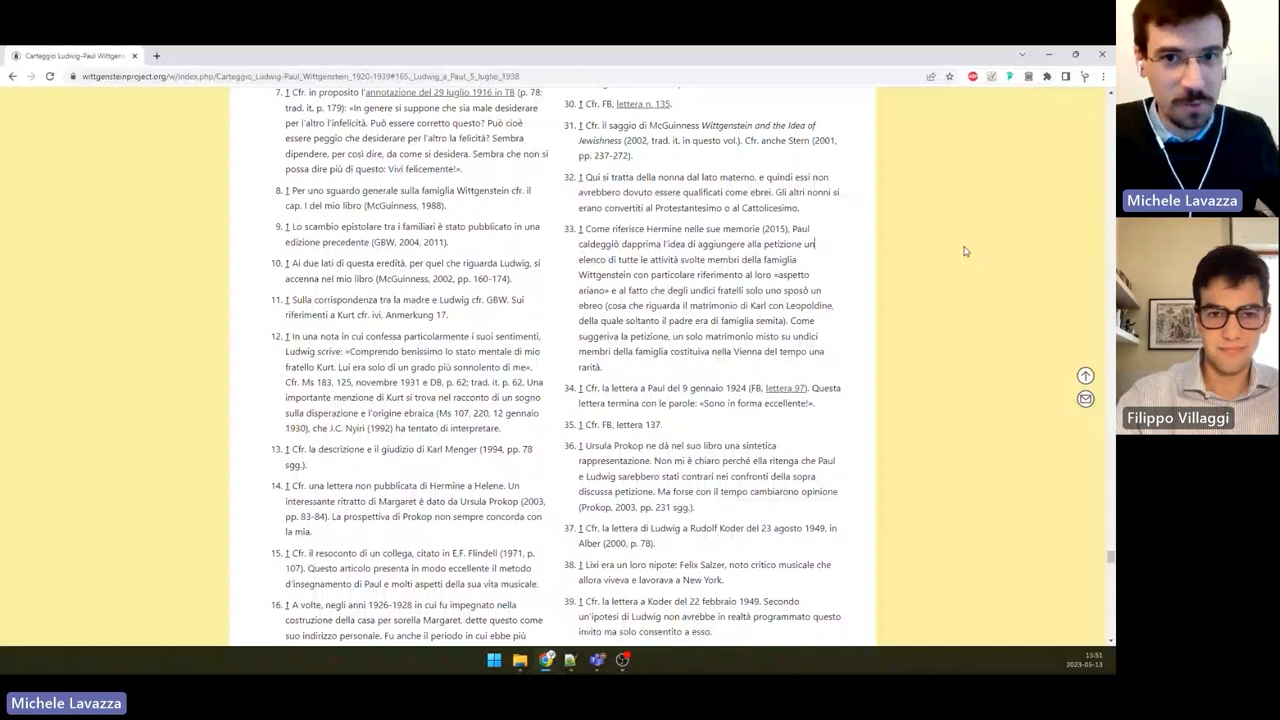 Carteggio Ludwig-Paul Wittgen
wittgensteinproject.org/w/index.php/Carteggio_Ludwig-Paul_Wittgenstein_1920-1939#165._Ludwig_a_Paul_5_luglio_1938
7. ↥ Cfr. in proposito l'annotazione del 29 luglio 1916 in TB (p. 78;
trad. it. p. 179): «In genere si suppone che sia male desiderare
per l'altro l'infelicità. Può essere corretto questo? Può cioè
essere peggio che desiderare per l'altro la felicità? Sembra
dipendere, per così dire, da come si desidera. Sembra che non si
possa dire più di questo: Vivi felicemente!».
8. ↥ Per uno sguardo generale sulla famiglia Wittgenstein cfr. il
cap. I del mio libro (McGuinness, 1988).
9. ↥ Lo scambio epistolare tra i familiari è stato pubblicato in una
edizione precedente (GBW, 2004, 2011).
10. ↥ Ai due lati di questa eredità, per quel che riguarda Ludwig, si
accenna nel mio libro (McGuinness, 2002, pp. 160-174).
11. ↥ Sulla corrispondenza tra la madre e Ludwig cfr. GBW. Sui
riferimenti a Kurt cfr. ivi, Anmerkung 17.
12. ↥ In una nota in cui confessa particolarmente i suoi sentimenti,
Ludwig scrive: «Comprendo benissimo lo stato mentale di mio
fratello Kurt. Lui era solo di un grado più sonnolento di me».
Cfr. Ms 183, 125, novembre 1931 e DB, p. 62; trad. it. p. 62. Una
importante menzione di Kurt si trova nel racconto di un sogno
sulla disperazione e l'origine ebraica (Ms 107, 220, 12 gennaio
1930), che J.C. Nyiri (1992) ha tentato di interpretare.
13. ↥ Cfr. la descrizione e il giudizio di Karl Menger (1994, pp. 78
sgg.).
14. ↥ Cfr. una lettera non pubblicata di Hermine a Helene. Un
interessante ritratto di Margaret è dato da Ursula Prokop (2003,
pp. 83-84). La prospettiva di Prokop non sempre concorda con
la mia.
15. ↥ Cfr. il resoconto di un collega, citato in E.F. Flindell (1971, p.
107). Questo articolo presenta in modo eccellente il metodo
d'insegnamento di Paul e molti aspetti della sua vita musicale.
16. ↥ A volte, negli anni 1926-1928 in cui fu impegnato nella
costruzione della casa per sorella Margaret, dette questo come
suo indirizzo personale. Fu anche il periodo in cui ebbe più
30. ↥ Cfr. FB, lettera n. 135.
31. ↥ Cfr. il saggio di McGuinness Wittgenstein and the Idea of
Jewishness (2002, trad. it. in questo vol.). Cfr. anche Stern (2001,
pp. 237-272).
32. ↥ Qui si tratta della nonna dal lato materno, e quindi essi non
avrebbero dovuto essere qualificati come ebrei. Gli altri nonni si
erano convertiti al Protestantesimo o al Cattolicesimo.
33. ↥ Come riferisce Hermine nelle sue memorie (2015), Paul
caldeggiò dapprima l'idea di aggiungere alla petizione un
elenco di tutte le attività svolte membri della famiglia
Wittgenstein con particolare riferimento al loro «aspetto
ariano» e al fatto che degli undici fratelli solo uno sposò un
ebreo (cosa che riguarda il matrimonio di Karl con Leopoldine,
della quale soltanto il padre era di famiglia semita). Come
suggeriva la petizione, un solo matrimonio misto su undici
membri della famiglia costituiva nella Vienna del tempo una
rarità.
34. ↥ Cfr. la lettera a Paul del 9 gennaio 1924 (FB, lettera 97). Questa
lettera termina con le parole: «Sono in forma eccellente!».
35. ↥ Cfr. FB, lettera 137.
36. ↥ Ursula Prokop ne dà nel suo libro una sintetica
rappresentazione. Non mi è chiaro perché ella ritenga che Paul
e Ludwig sarebbero stati contrari nei confronti della sopra
discussa petizione. Ma forse con il tempo cambiarono opinione
(Prokop, 2003, pp. 231 sgg.).
37. ↥ Cfr. la lettera di Ludwig a Rudolf Koder del 23 agosto 1949, in
Alber (2000, p. 78).
38. ↥ Lixi era un loro nipote: Felix Salzer, noto critico musicale che
allora viveva e lavorava a New York.
39. ↥ Cfr. la lettera a Koder del 22 febbraio 1949. Secondo
un'ipotesi di Ludwig non avrebbe in realtà programmato questo
invito ma solo consentito a esso.
15:51
2023-05-13
Michele Lavazza
Filippo Villaggi
Michele Lavazza